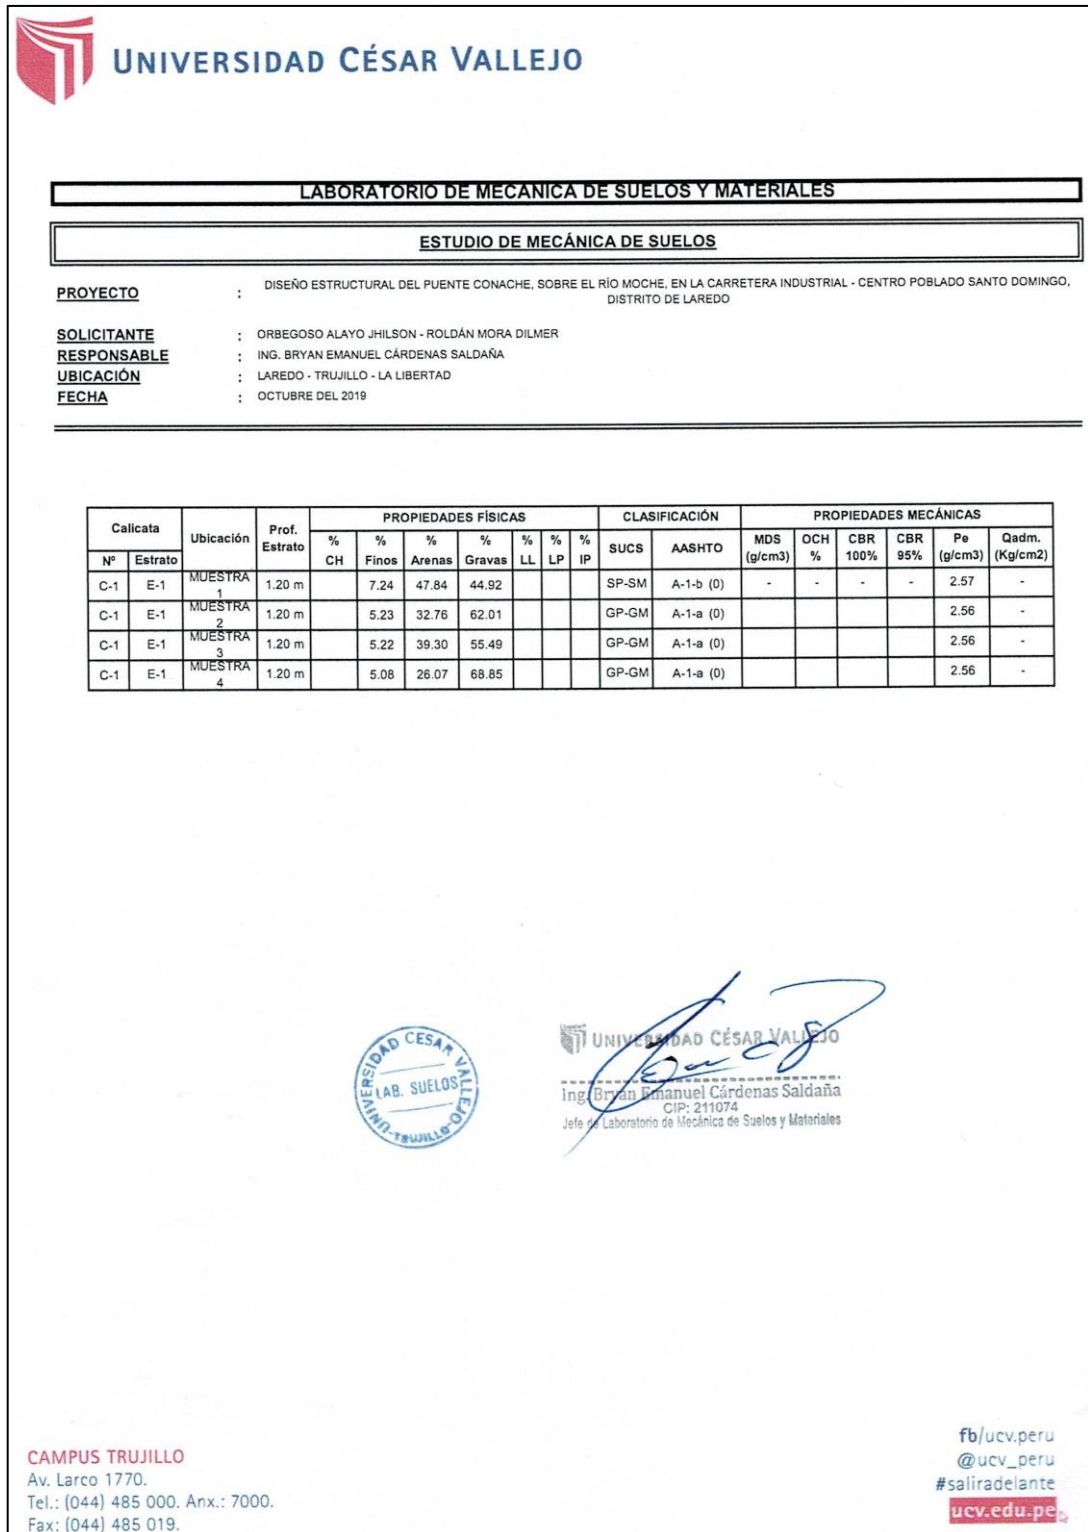 UNIVERSIDAD CÉSAR VALLEJO
LABORATORIO DE MECANICA DE SUELOS Y MATERIALES
ESTUDIO DE MECÁNICA DE SUELOS
PROYECTO : DISEÑO ESTRUCTURAL DEL PUENTE CONACHE, SOBRE EL RÍO MOCHE, EN LA CARRETERA INDUSTRIAL - CENTRO POBLADO SANTO DOMINGO,
DISTRITO DE LAREDO
SOLICITANTE : ORBEGOSO ALAYO JHILSON - ROLDÁN MORA DILMER
RESPONSABLE : ING. BRYAN EMANUEL CÁRDENAS SALDAÑA
UBICACIÓN : LAREDO - TRUJILLO - LA LIBERTAD
FECHA : OCTUBRE DEL 2019
Calicata Ubicación Prof. Estrato PROPIEDADES FÍSICAS CLASIFICACIÓN PROPIEDADES MECÁNICAS
Nº Estrato % CH % Finos % Arenas % Gravas % LL % LP % IP SUCS AASHTO MDS (g/cm3) OCH % CBR 100% CBR 95% Pe (g/cm3) Qadm. (Kg/cm2)
C-1 E-1 MUESTRA 1 1.20 m 7.24 47.84 44.92 SP-SM A-1-b (0) - - - - 2.57 -
C-1 E-1 MUESTRA 2 1.20 m 5.23 32.76 62.01 GP-GM A-1-a (0) 2.56 -
C-1 E-1 MUESTRA 3 1.20 m 5.22 39.30 55.49 GP-GM A-1-a (0) 2.56 -
C-1 E-1 MUESTRA 4 1.20 m 5.08 26.07 68.85 GP-GM A-1-a (0) 2.56 -
UNIVERSIDAD CESAR VALLEJO
LAB. SUELOS
TRUJILLO
UNIVERSIDAD CÉSAR VALLEJO
Ing. Bryan Emanuel Cárdenas Saldaña
CIP: 211074
Jefe de Laboratorio de Mecánica de Suelos y Materiales
CAMPUS TRUJILLO
Av. Larco 1770.
Tel.: (044) 485 000. Anx.: 7000.
Fax: (044) 485 019.
fb/ucv.peru
@ucv_peru
#saliradelante
ucv.edu.pe